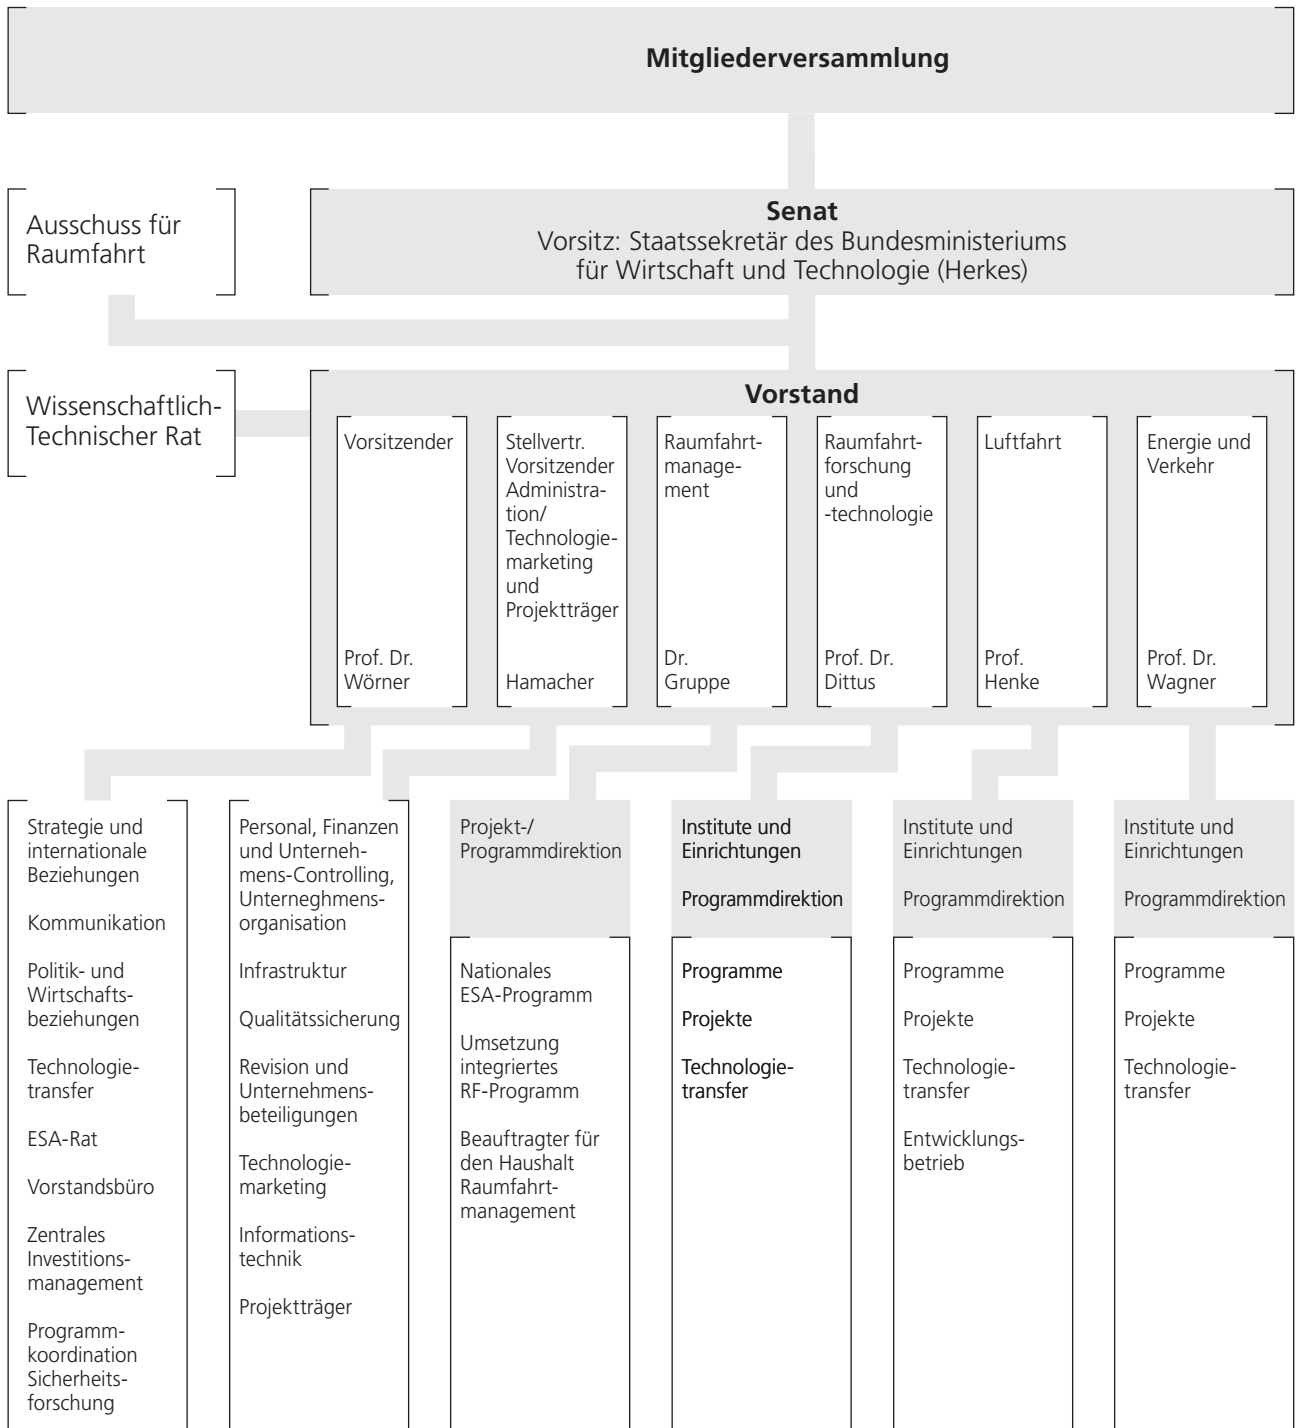 Mitgliederversammlung
Ausschuss für
Raumfahrt
Senat
Vorsitz: Staatssekretär des Bundesministeriums
für Wirtschaft und Technologie (Herkes)
Wissenschaftlich-
Technischer Rat
Vorstand
Vorsitzender
Prof. Dr.
Wörner
Stellvertr.
Vorsitzender
Administra-
tion/
Technologie-
marketing
und
Projektträger
Hamacher
Raumfahrt-
manage-
ment
Dr.
Gruppe
Raumfahrt-
forschung
und
-technologie
Prof. Dr.
Dittus
Luftfahrt
Prof.
Henke
Energie und
Verkehr
Prof. Dr.
Wagner
Strategie und
internationale
Beziehungen
Kommunikation
Politik- und
Wirtschafts-
beziehungen
Technologie-
transfer
ESA-Rat
Vorstandsbüro
Zentrales
Investitions-
management
Programm-
koordination
Sicherheits-
forschung
Personal, Finanzen
und Unterneh-
mens-Controlling,
Unterneghmens-
organisation
Infrastruktur
Qualitätssicherung
Revision und
Unternehmens-
beteiligungen
Technologie-
marketing
Informations-
technik
Projektträger
Projekt-/
Programmdirektion
Nationales
ESA-Programm
Umsetzung
integriertes
RF-Programm
Beauftragter für
den Haushalt
Raumfahrt-
management
Institute und
Einrichtungen
Programmdirektion
Programme
Projekte
Technologie-
transfer
Institute und
Einrichtungen
Programmdirektion
Programme
Projekte
Technologie-
transfer
Entwicklungs-
betrieb
Institute und
Einrichtungen
Programmdirektion
Programme
Projekte
Technologie-
transfer